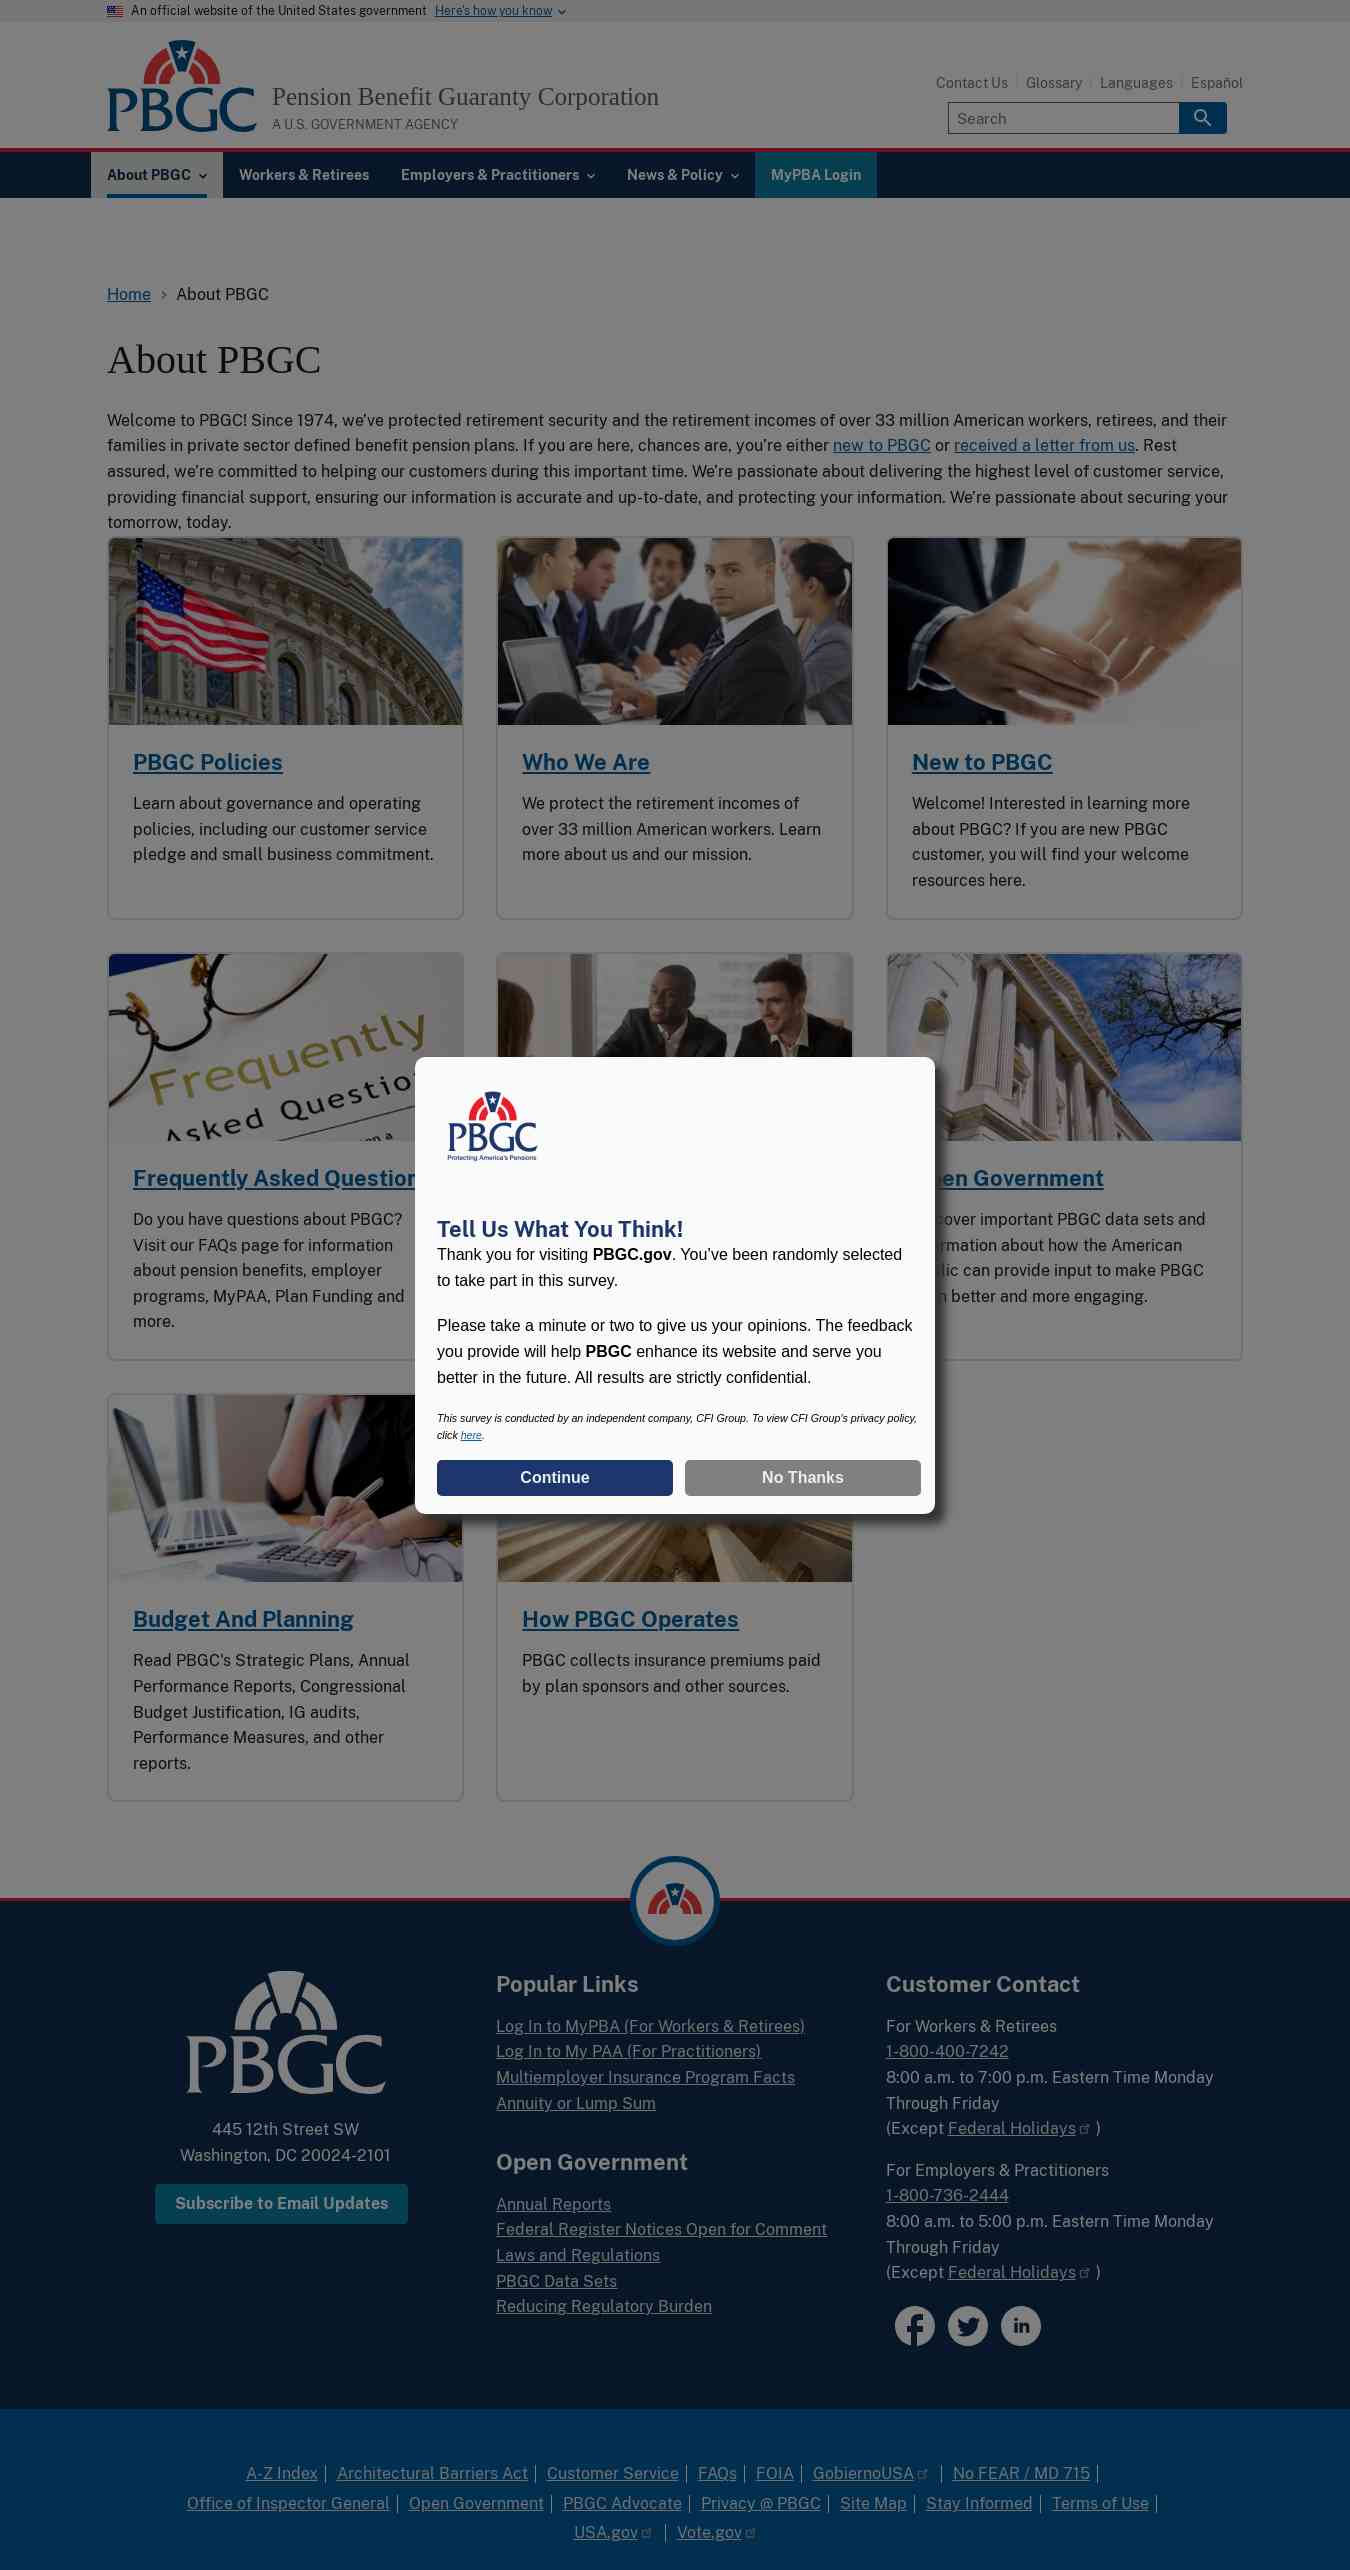 An official website of the United States government Here's how you know
PBGC
Pension Benefit Guaranty Corporation
A U.S. GOVERNMENT AGENCY
Contact Us Glossary Languages Español
Search
About PBGC Workers & Retirees Employers & Practitioners News & Policy MyPBA Login
Home About PBGC
About PBGC
Welcome to PBGC! Since 1974, we've protected retirement security and the retirement incomes of over 33 million American workers, retirees, and their
families in private sector defined benefit pension plans. If you are here, chances are, you're either new to PBGC or received a letter from us. Rest
assured, we're committed to helping our customers during this important time. We're passionate about delivering the highest level of customer service,
providing financial support, ensuring our information is accurate and up-to-date, and protecting your information. We're passionate about securing your
tomorrow, today.
PBGC Policies
Learn about governance and operating
policies, including our customer service
pledge and small business commitment.
Who We Are
We protect the retirement incomes of
over 33 million American workers. Learn
more about us and our mission.
New to PBGC
Welcome! Interested in learning more
about PBGC? If you are new PBGC
customer, you will find your welcome
resources here.
Frequently
Asked
Frequently Asked Question
Do you have questions about PBGC?
Visit our FAQs page for information
about pension benefits, employer
programs, MyPAA, Plan Funding and
more.
Government
important PBGC data sets and
about how the American
can provide input to make PBGC
better and more engaging.
PBGC
Protecting America's Pensions
Tell Us What You Think!
Thank you for visiting PBGC.gov. You've been randomly selected
to take part in this survey.
Please take a minute or two to give us your opinions. The feedback
you provide will help PBGC enhance its website and serve you
better in the future. All results are strictly confidential.
This survey is conducted by an independent company, CFI Group. To view CFI Group's privacy policy,
click here.
Continue No Thanks
Budget And Planning
Read PBGC's Strategic Plans, Annual
Performance Reports, Congressional
Budget Justification, IG audits,
Performance Measures, and other
reports.
How PBGC Operates
PBGC collects insurance premiums paid
by plan sponsors and other sources.
PBGC
445 12th Street SW
Washington, DC 20024-2101
Subscribe to Email Updates
Popular Links
Log In to MyPBA (For Workers & Retirees)
Log In to My PAA (For Practitioners)
Multiemployer Insurance Program Facts
Annuity or Lump Sum
Open Government
Annual Reports
Federal Register Notices Open for Comment
Laws and Regulations
PBGC Data Sets
Reducing Regulatory Burden
Customer Contact
For Workers & Retirees
1-800-400-7242
8:00 a.m. to 7:00 p.m. Eastern Time Monday
Through Friday
(Except Federal Holidays )
For Employers & Practitioners
1-800-736-2444
8:00 a.m. to 5:00 p.m. Eastern Time Monday
Through Friday
(Except Federal Holidays )
in
A-Z Index Architectural Barriers Act Customer Service FAQs FOIA GobiernoUSA No FEAR / MD 715
Office of Inspector General Open Government PBGC Advocate Privacy @ PBGC Site Map Stay Informed Terms of Use
USA.gov Vote.gov